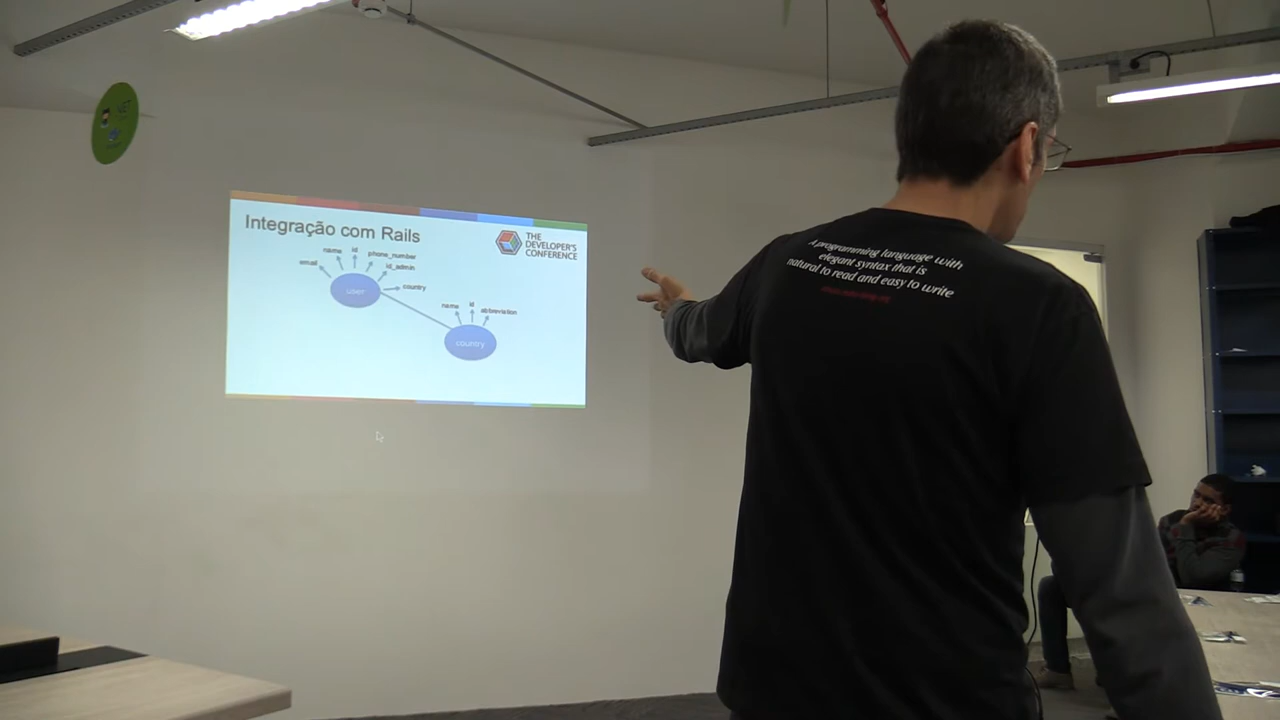 Integração com Rails
THE
DEVELOPER'S
CONFERENCE
name
id
phone_number
email
id_admin
country
user
name
id
abbreviation
country
A programming language with
elegant syntax that is
natural to read and easy to write